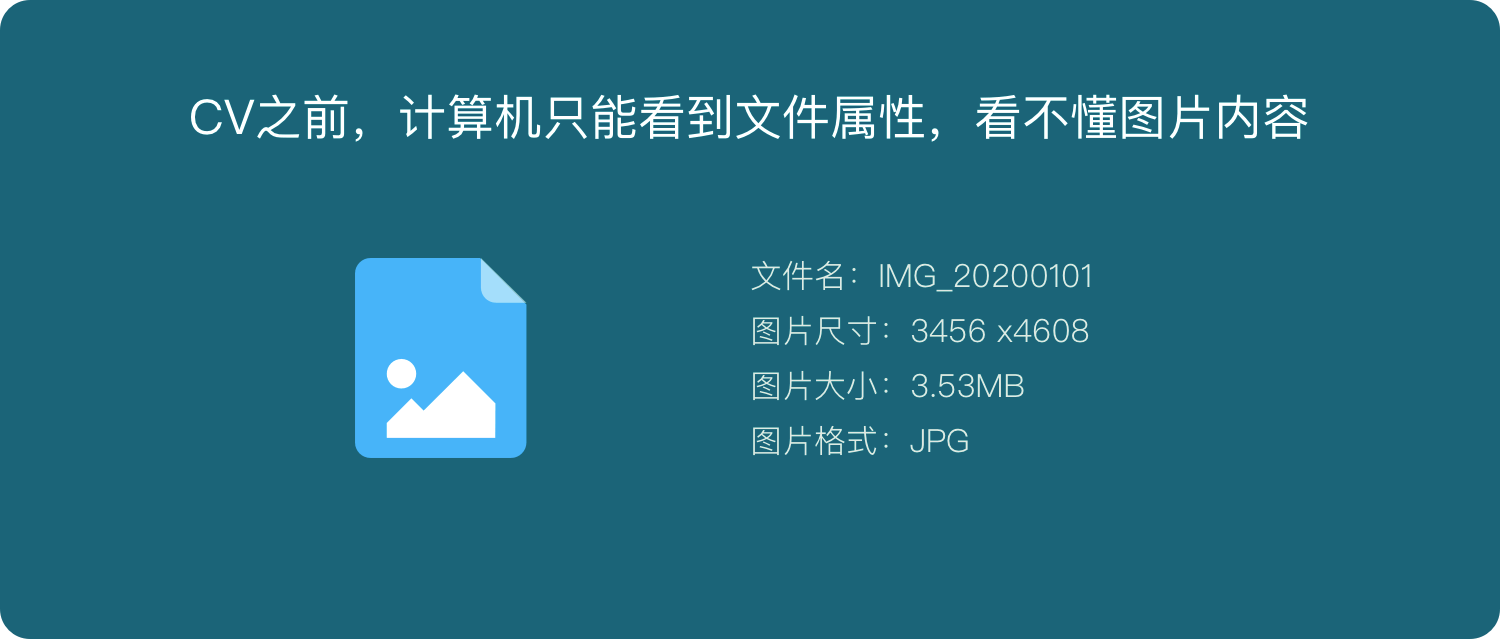 CV之前，计算机只能看到文件属性，看不懂图片内容
文件名：IMG_20200101
图片尺寸：3456 x4608
图片大小：3.53MB
图片格式：JPG